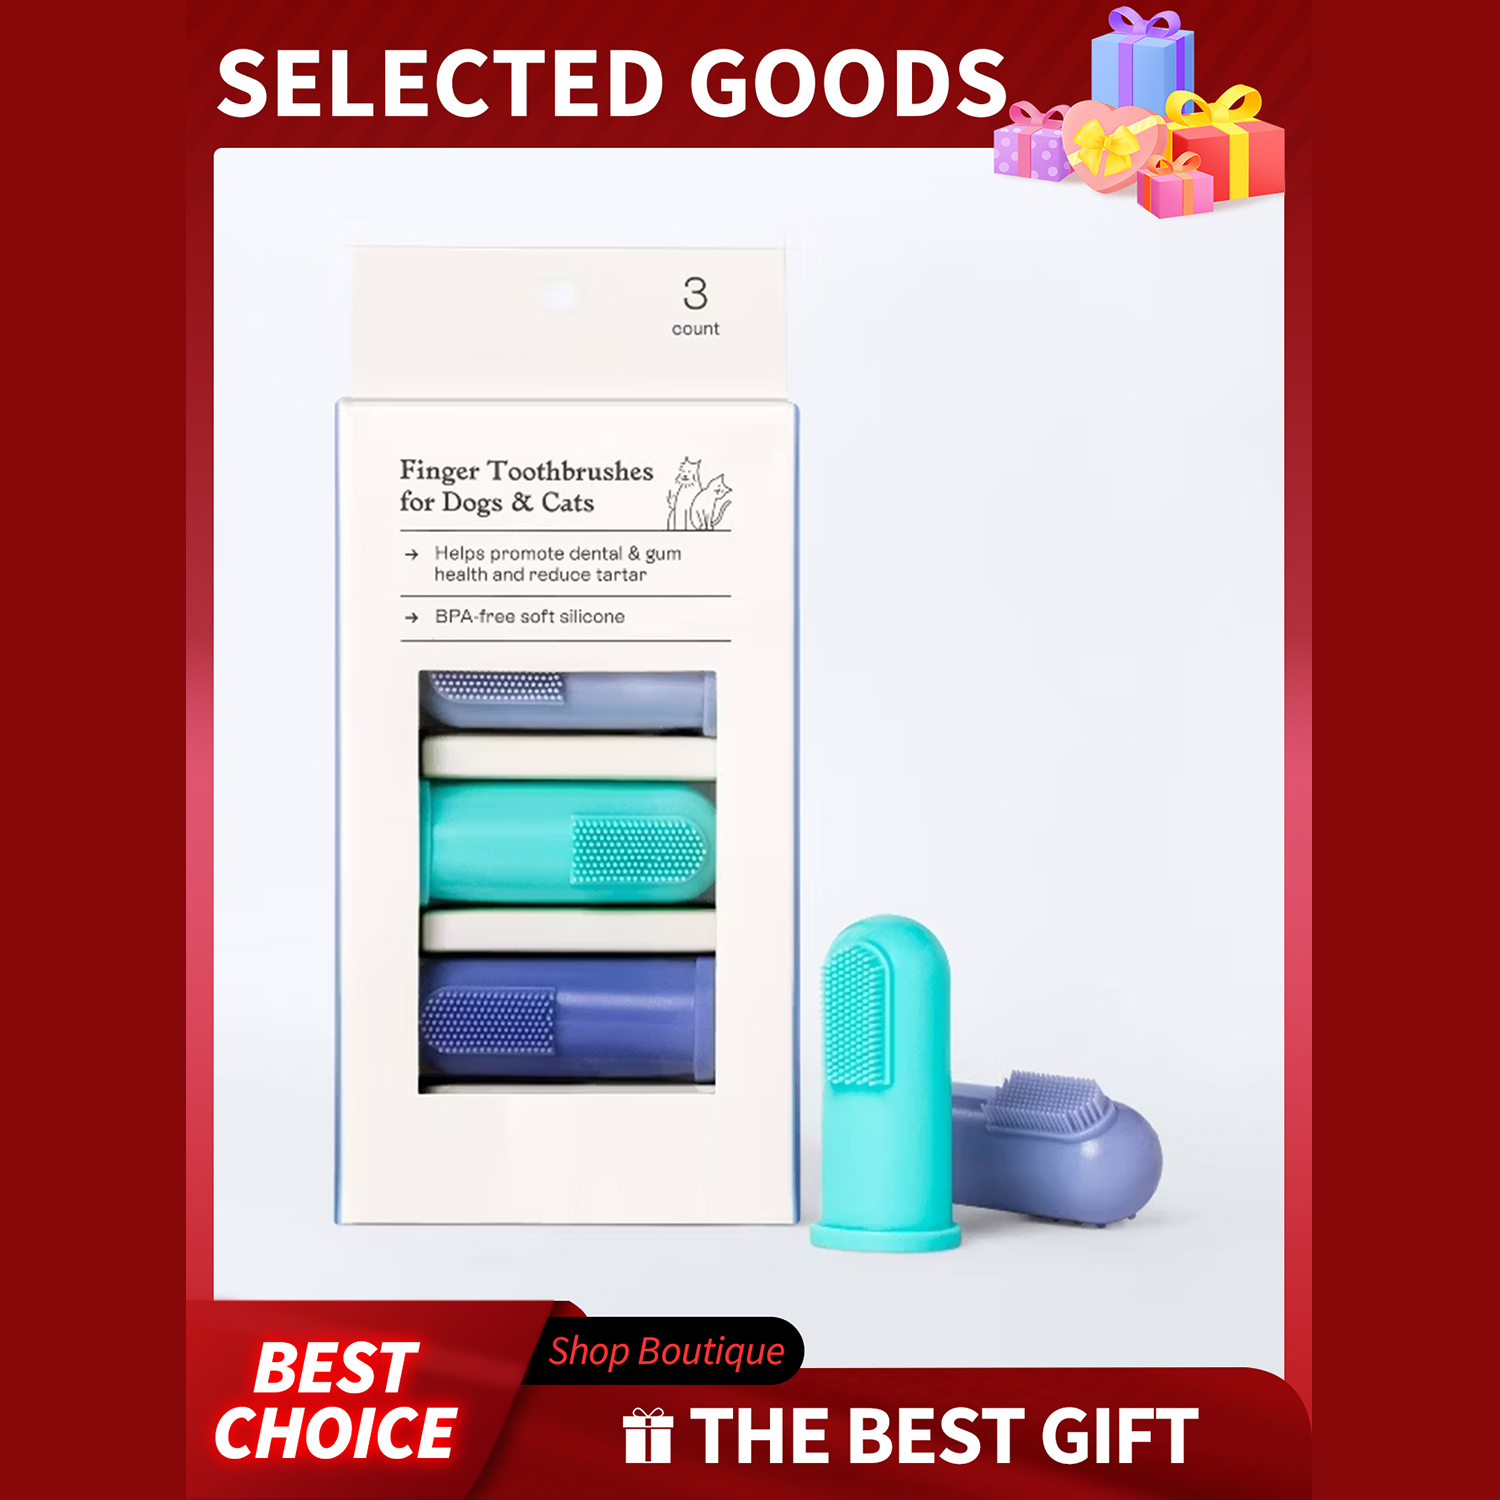 SELECTED GOODS
3
count
Finger Toothbrushes
for Dogs & Cats
→ Helps promote dental & gum
health and reduce tartar
→ BPA-free soft silicone
BEST
CHOICE
Shop Boutique
THE BEST GIFT